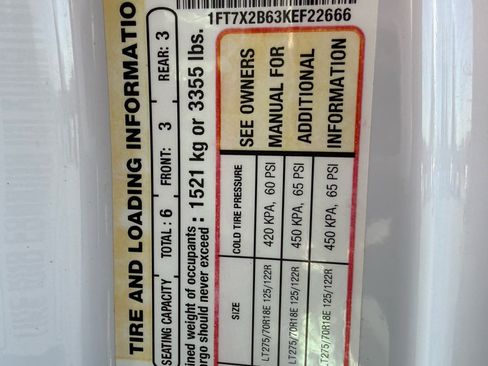 1FT7X2B63KEF22666
TIRE AND LOADING INFORMATIO
SEATING CAPACITY TOTAL : 6 FRONT: 3 REAR: 3
ined weight of occupants
argo should never exceed : 1521 kg or 3355 lbs.
SIZE COLD TIRE PRESSURE
LT275/70R18E 125/122R 420 KPA, 60 PSI
LT275/70R18E 125/122R 450 KPA, 65 PSI
LT275/70R18E 125/122R 450 KPA, 65 PSI
SEE OWNERS
MANUAL FOR
ADDITIONAL
INFORMATION